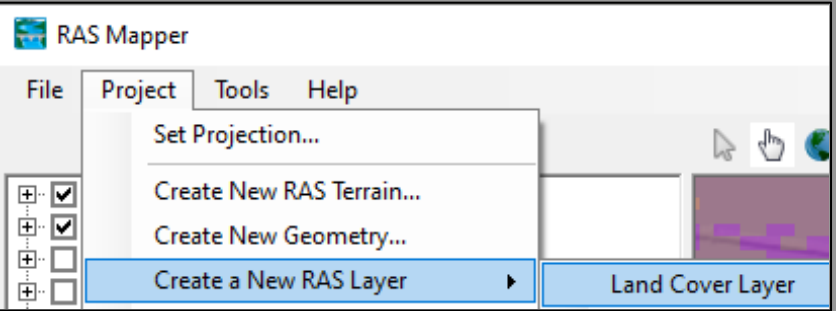 RAS Mapper
File Project Tools Help
Set Projection...
Create New RAS Terrain...
Create New Geometry...
Create a New RAS Layer
Land Cover Layer